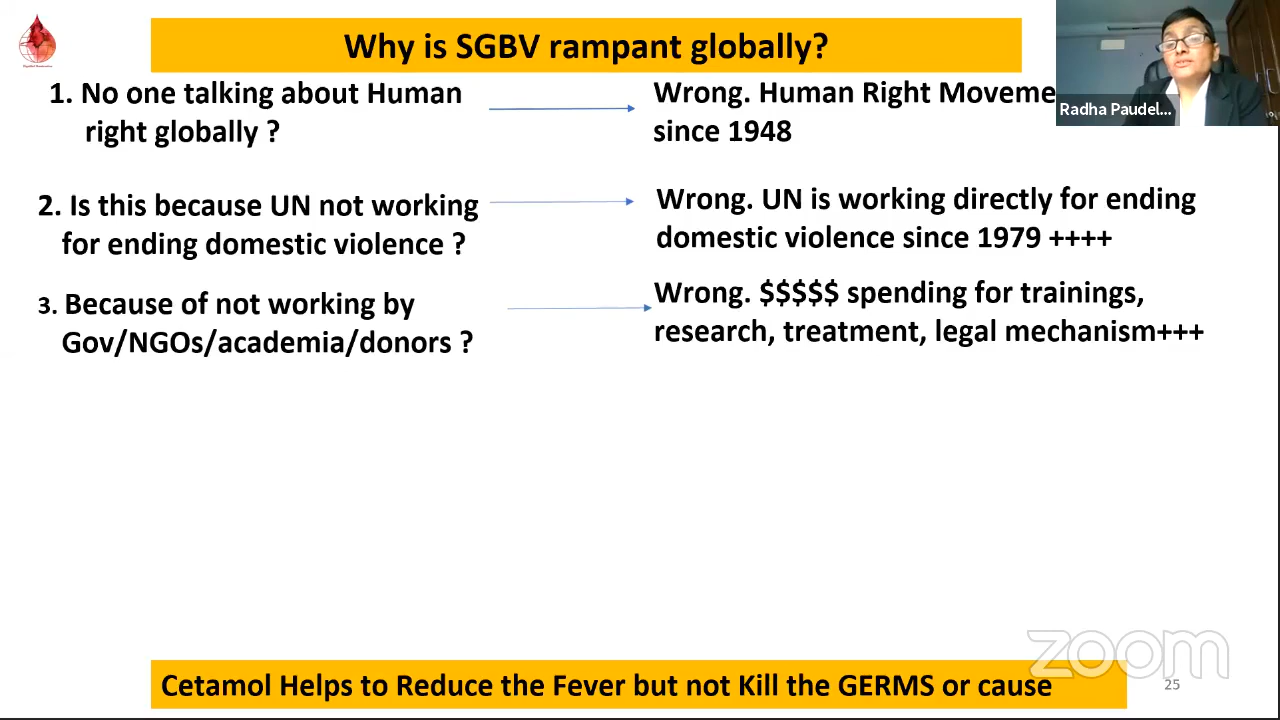 Why is SGBV rampant globally?
1. No one talking about Human
right globally ?
Wrong. Human Right Moveme
since 1948
Radha Paudel...
2. Is this because UN not working
for ending domestic violence ?
Wrong. UN is working directly for ending
domestic violence since 1979 ++++
3. Because of not working by
Gov/NGOs/academia/donors ?
Wrong. $$$$$ spending for trainings,
research, treatment, legal mechanism+++
zoom
Cetamol Helps to Reduce the Fever but not Kill the GERMS or cause
25